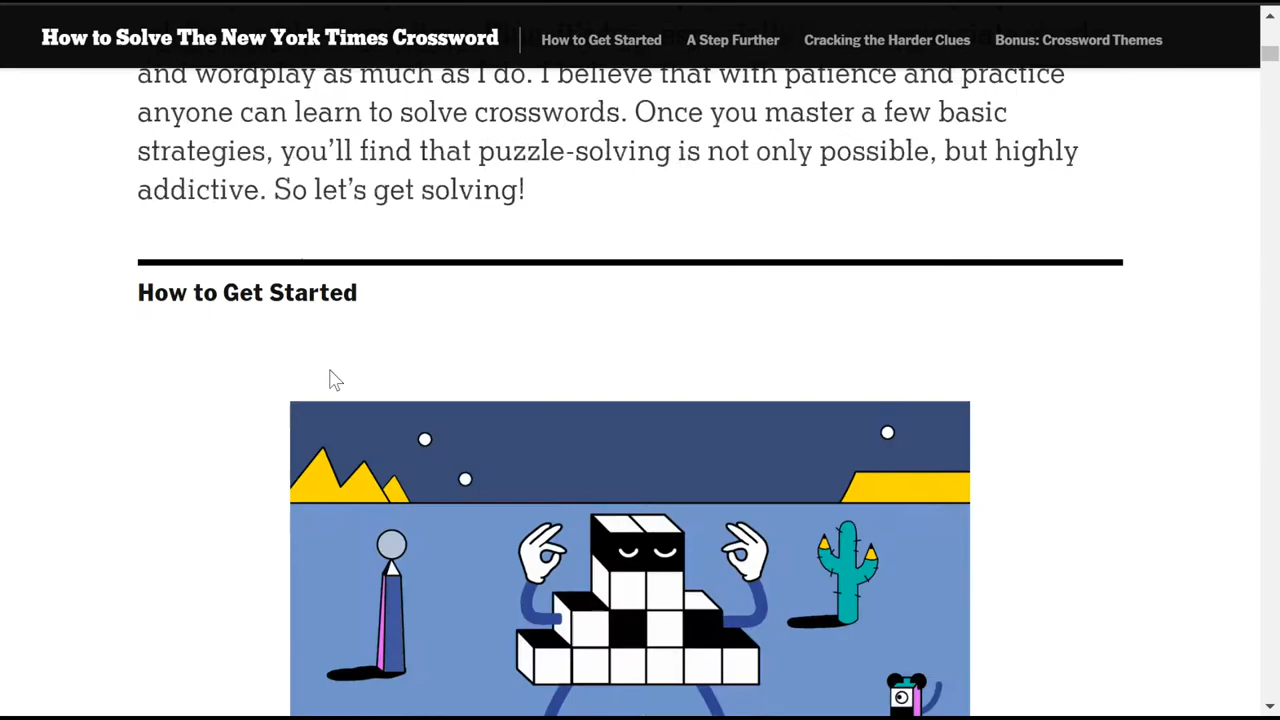 How to Solve The New York Times Crossword
How to Get Started
A Step Further
Cracking the Harder Clues
Bonus: Crossword Themes
and wordplay as much as I do. I believe that with patience and practice
anyone can learn to solve crosswords. Once you master a few basic
strategies, you’ll find that puzzle-solving is not only possible, but highly
addictive. So let’s get solving!
How to Get Started